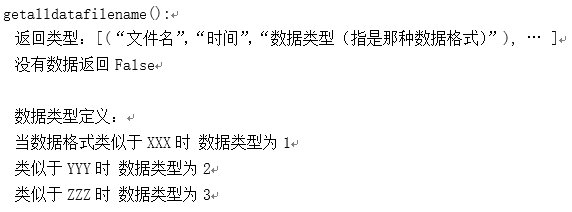 getalldatafilename():
返回类型：[(“文件名”，“时间”，“数据类型（指是那种数据格式)”)，… ]
没有数据返回 False
数据类型定义：
当数据格式类似于 XXX 时 数据类型为 1
类似于 YYY 时 数据类型为 2
类似于 ZZZ 时 数据类型为 3